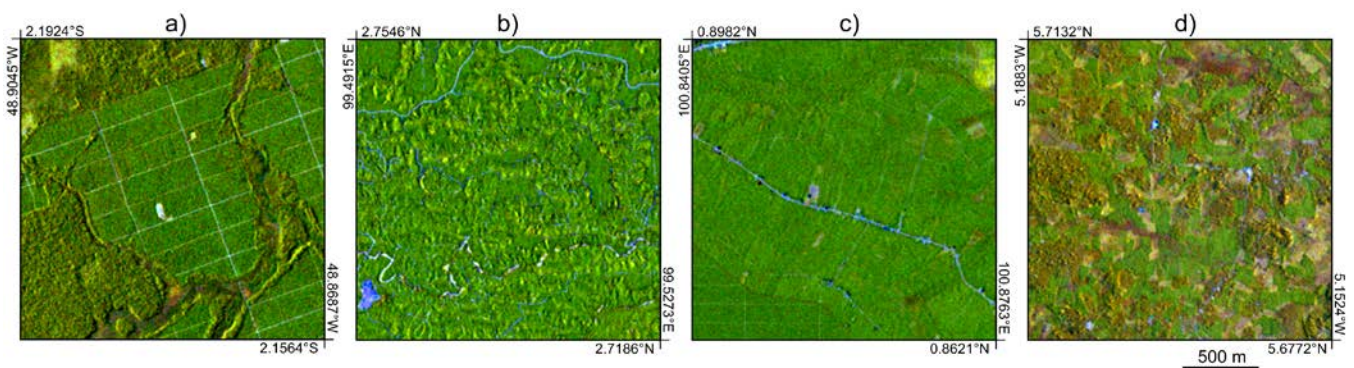 a) b) c) d)
2.1924°S 2.7546°N 0.8982°N 5.7132°N
48.9045°W
48.8687°W
99.4915°E
99.5273°E
100.8405°E
100.8763°E
5.1883°W
5.1524°W
2.1564°S 2.7186°N 0.8621°N 5.6772°N
500 m